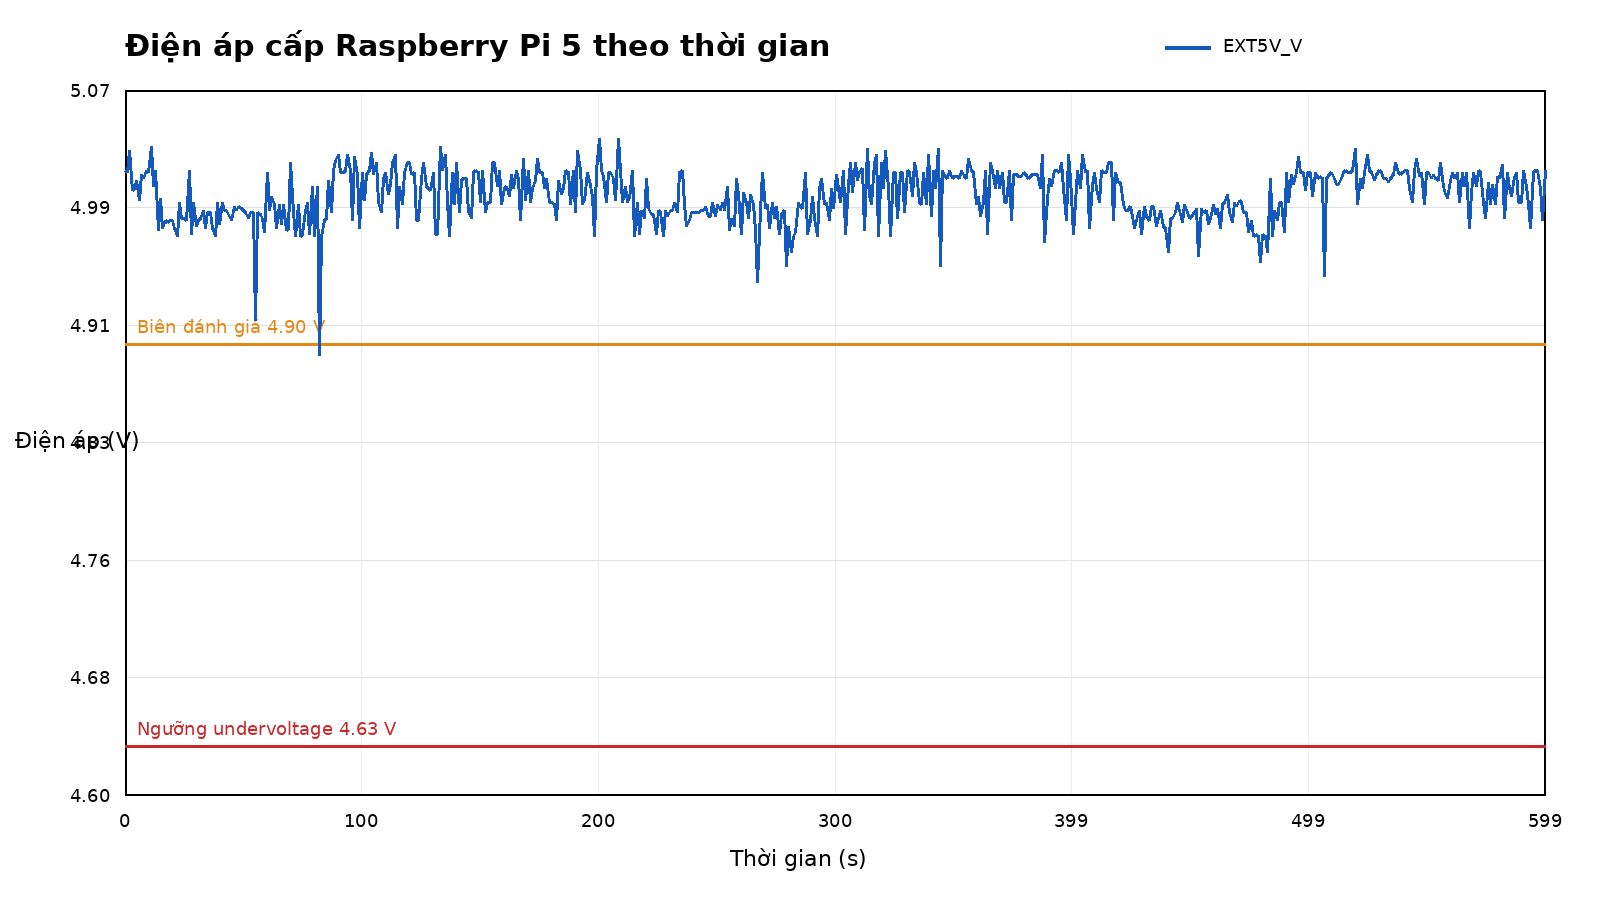 Điện áp cấp Raspberry Pi 5 theo thời gian
EXT5V_V
5.07
4.99
4.91
Biên đánh giá 4.90 V
Điện áp (V)
4.83
4.76
4.68
Ngưỡng undervoltage 4.63 V
4.60
0 100 200 300 399 499 599
Thời gian (s)